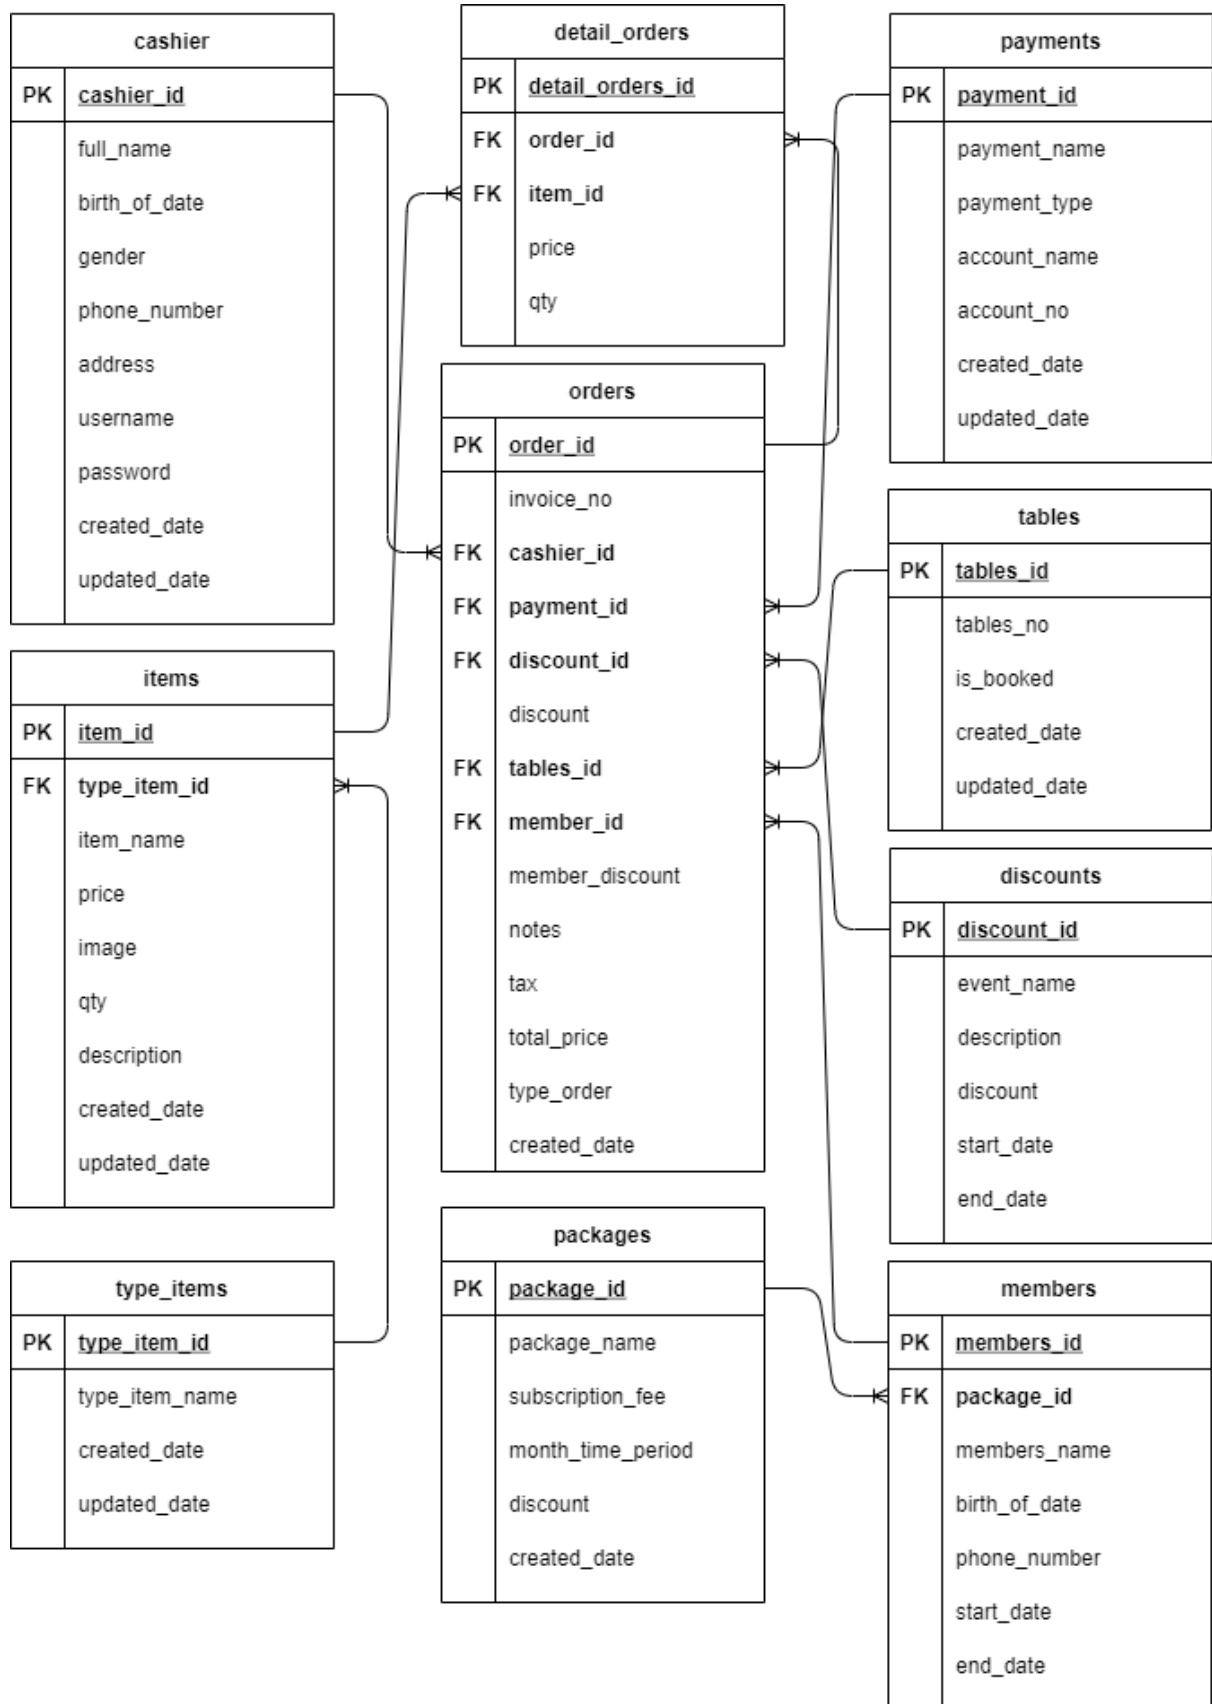 cashier
PK cashier_id
full_name
birth_of_date
gender
phone_number
address
username
password
created_date
updated_date
detail_orders
PK detail_orders_id
FK order_id
FK item_id
price
qty
payments
PK payment_id
payment_name
payment_type
account_name
account_no
created_date
updated_date
orders
PK order_id
invoice_no
FK cashier_id
FK payment_id
FK discount_id
discount
FK tables_id
FK member_id
member_discount
notes
tax
total_price
type_order
created_date
tables
PK tables_id
tables_no
is_booked
created_date
updated_date
items
PK item_id
FK type_item_id
item_name
price
image
qty
description
created_date
updated_date
discounts
PK discount_id
event_name
description
discount
start_date
end_date
type_items
PK type_item_id
type_item_name
created_date
updated_date
packages
PK package_id
package_name
subscription_fee
month_time_period
discount
created_date
members
PK members_id
FK package_id
members_name
birth_of_date
phone_number
start_date
end_date